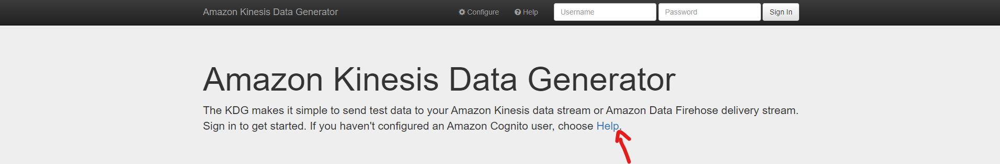 Amazon Kinesis Data Generator Configure Help Username Password Sign In
Amazon Kinesis Data Generator
The KDG makes it simple to send test data to your Amazon Kinesis data stream or Amazon Data Firehose delivery stream.
Sign in to get started. If you haven't configured an Amazon Cognito user, choose Help.